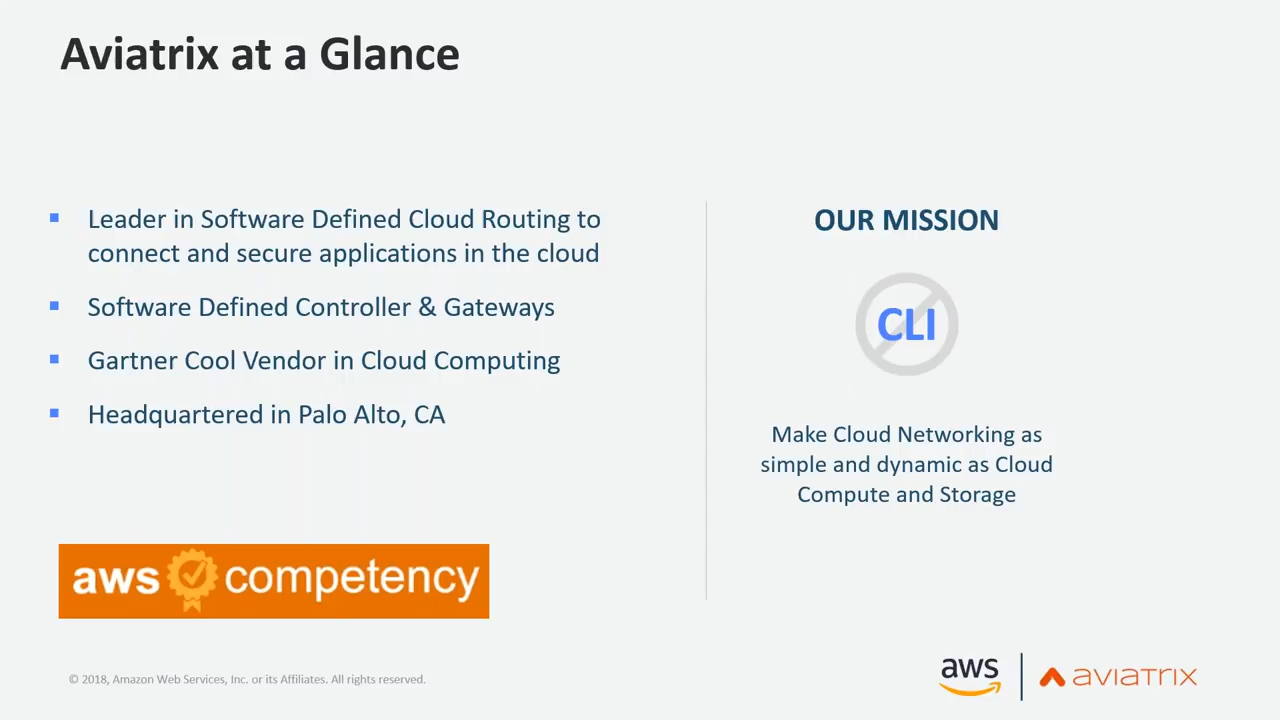 Aviatrix at a Glance
Leader in Software Defined Cloud Routing to
connect and secure applications in the cloud
Software Defined Controller & Gateways
Gartner Cool Vendor in Cloud Computing
Headquartered in Palo Alto, CA
aws competency
OUR MISSION
CLI
Make Cloud Networking as
simple and dynamic as Cloud
Compute and Storage
© 2018, Amazon Web Services, Inc. or its Affiliates. All rights reserved.
aws
aviatrix